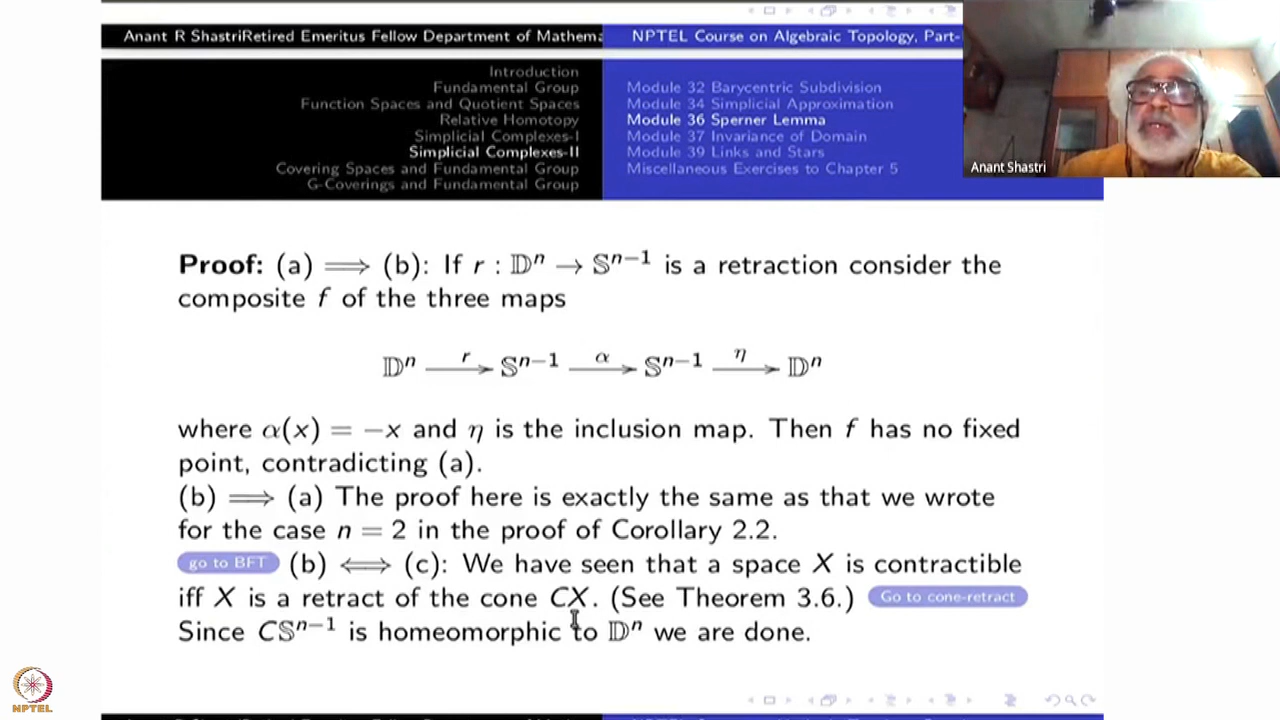 Anant R ShastriRetired Emeritus Fellow Department of Mathema
NPTEL Course on Algebraic Topology, Part-
Introduction
Fundamental Group
Function Spaces and Quotient Spaces
Relative Homotopy
Simplicial Complexes-I
Simplicial Complexes-II
Covering Spaces and Fundamental Group
G-Coverings and Fundamental Group
Module 32 Barycentric Subdivision
Module 34 Simplicial Approximation
Module 36 Sperner Lemma
Module 37 Invariance of Domain
Module 39 Links and Stars
Miscellaneous Exercises to Chapter 5
Anant Shastri
Proof: (a) ⟹ (b): If r : 𝔻ⁿ → 𝕊ⁿ⁻¹ is a retraction consider the
composite f of the three maps
𝔻ⁿ —r→ 𝕊ⁿ⁻¹ —α→ 𝕊ⁿ⁻¹ —η→ 𝔻ⁿ
where α(x) = −x and η is the inclusion map. Then f has no fixed
point, contradicting (a).
(b) ⟹ (a) The proof here is exactly the same as that we wrote
for the case n = 2 in the proof of Corollary 2.2.
go to BFT (b) ⟺ (c): We have seen that a space X is contractible
iff X is a retract of the cone CX. (See Theorem 3.6.) Go to cone-retract
Since C𝕊ⁿ⁻¹ is homeomorphic to 𝔻ⁿ we are done.
NPTEL